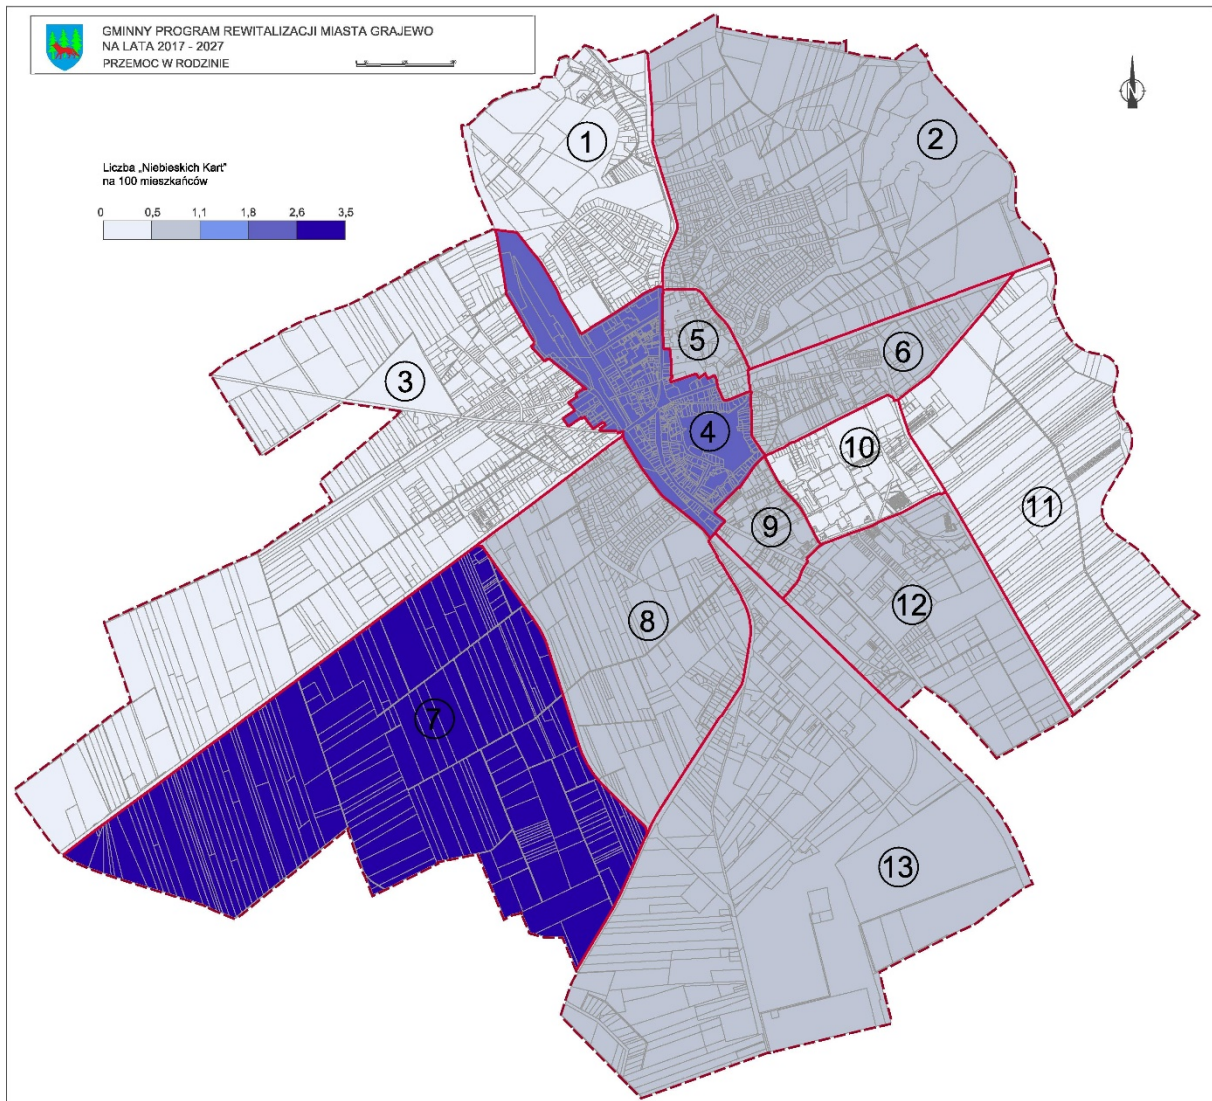 GMINNY PROGRAM REWITALIZACJI MIASTA GRAJEWO
NA LATA 2017 - 2027
PRZEMOC W RODZINIE
N
Liczba „Niebieskich Kart"
na 100 mieszkańców
0 0,5 1,1 1,8 2,6 3,5
1
2
3
4
5
6
7
8
9
10
11
12
13